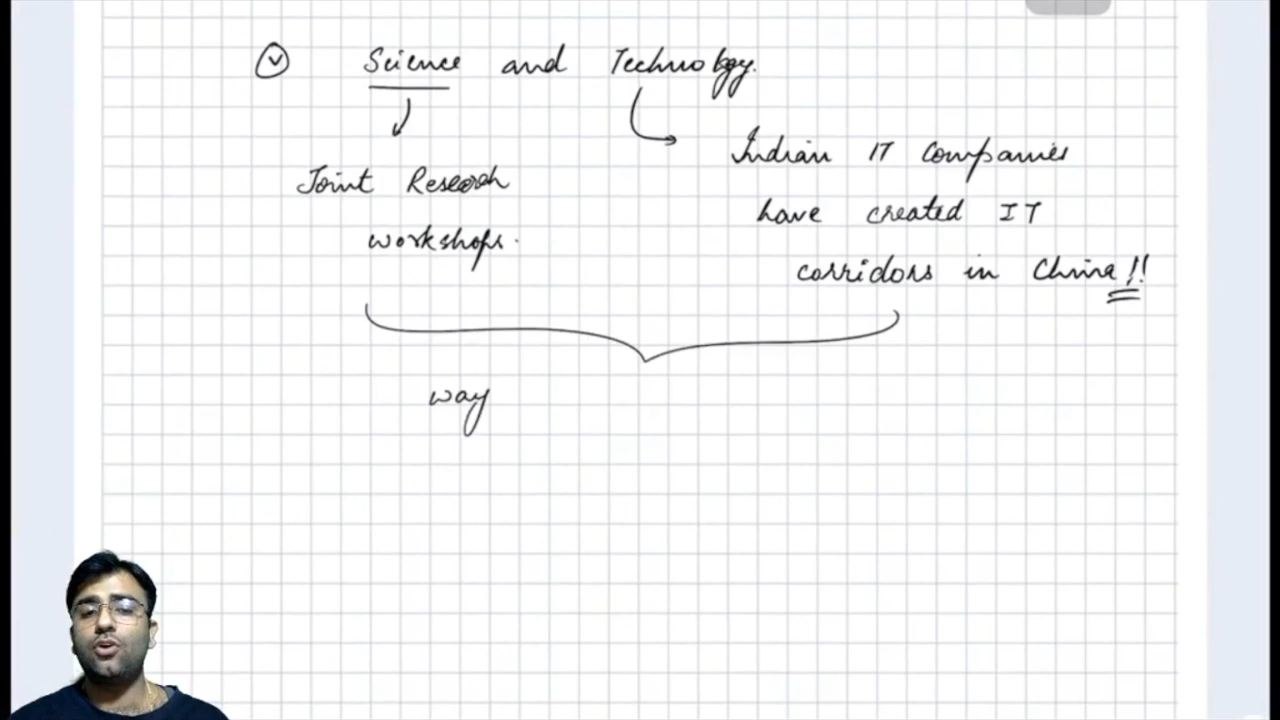 V Science and Technology.
Joint Research
workshops.
Indian IT Companies
have created IT
corridors in China!!
way